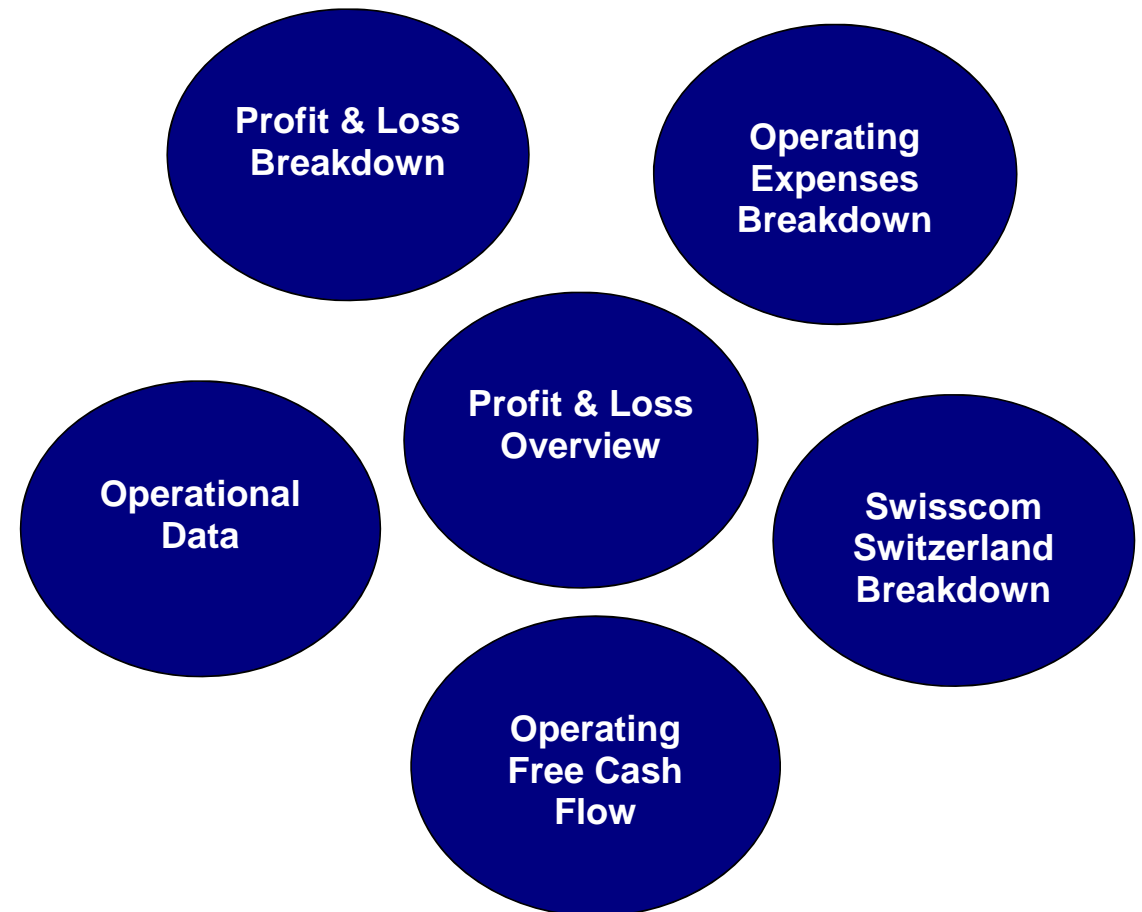 Profit & Loss
Breakdown
Operating
Expenses
Breakdown
Profit & Loss
Overview
Operational
Data
Swisscom
Switzerland
Breakdown
Operating
Free Cash
Flow